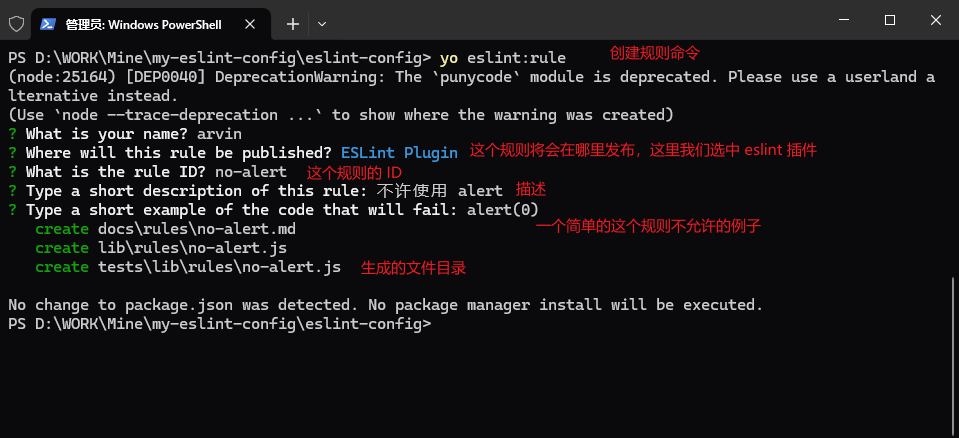 管理员: Windows PowerShell
PS D:\WORK\Mine\my-eslint-config\eslint-config> yo eslint:rule 创建规则命令
(node:25164) [DEP0040] DeprecationWarning: The `punycode` module is deprecated. Please use a userland a
lternative instead.
(Use `node --trace-deprecation ...` to show where the warning was created)
? What is your name? arvin
? Where will this rule be published? ESLint Plugin 这个规则将会在哪里发布，这里我们选中 eslint 插件
? What is the rule ID? no-alert 这个规则的 ID
? Type a short description of this rule: 不许使用 alert 描述
? Type a short example of the code that will fail: alert(0)
一个简单的这个规则不允许的例子
create docs\rules\no-alert.md
create lib\rules\no-alert.js
create tests\lib\rules\no-alert.js 生成的文件目录
No change to package.json was detected. No package manager install will be executed.
PS D:\WORK\Mine\my-eslint-config\eslint-config>